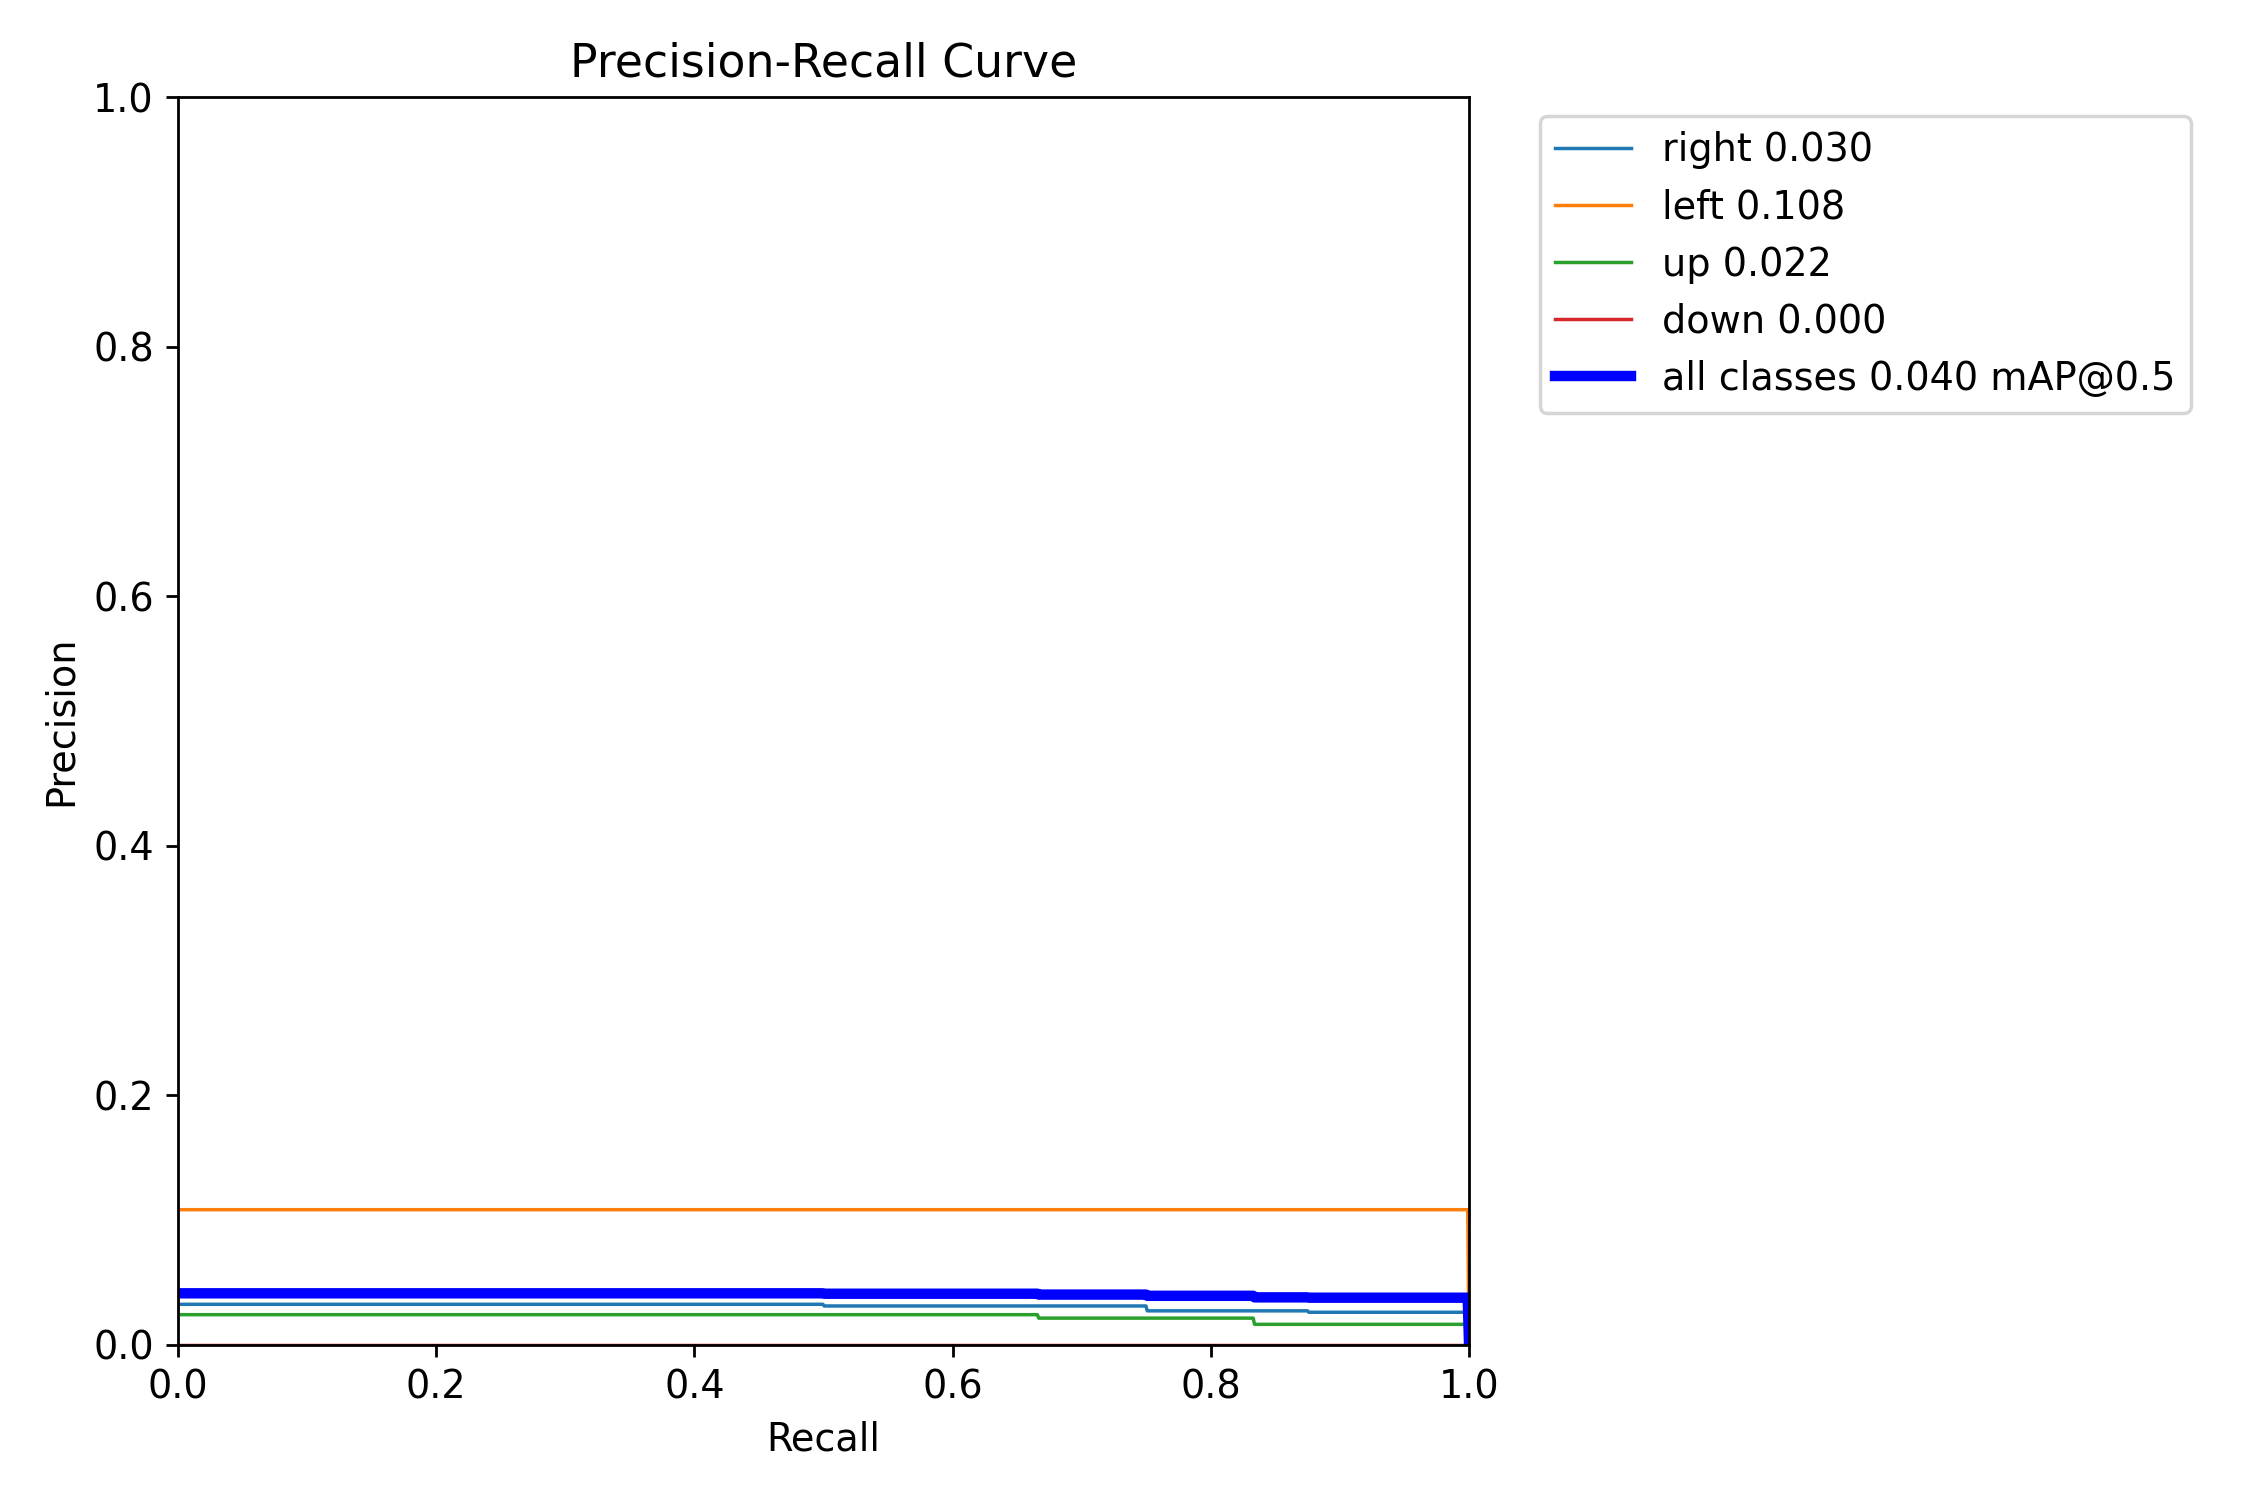 Precision-Recall Curve
1.0
0.8
0.6
0.4
0.2
0.0
Precision
0.0 0.2 0.4 0.6 0.8 1.0
Recall
right 0.030
left 0.108
up 0.022
down 0.000
all classes 0.040 mAP@0.5